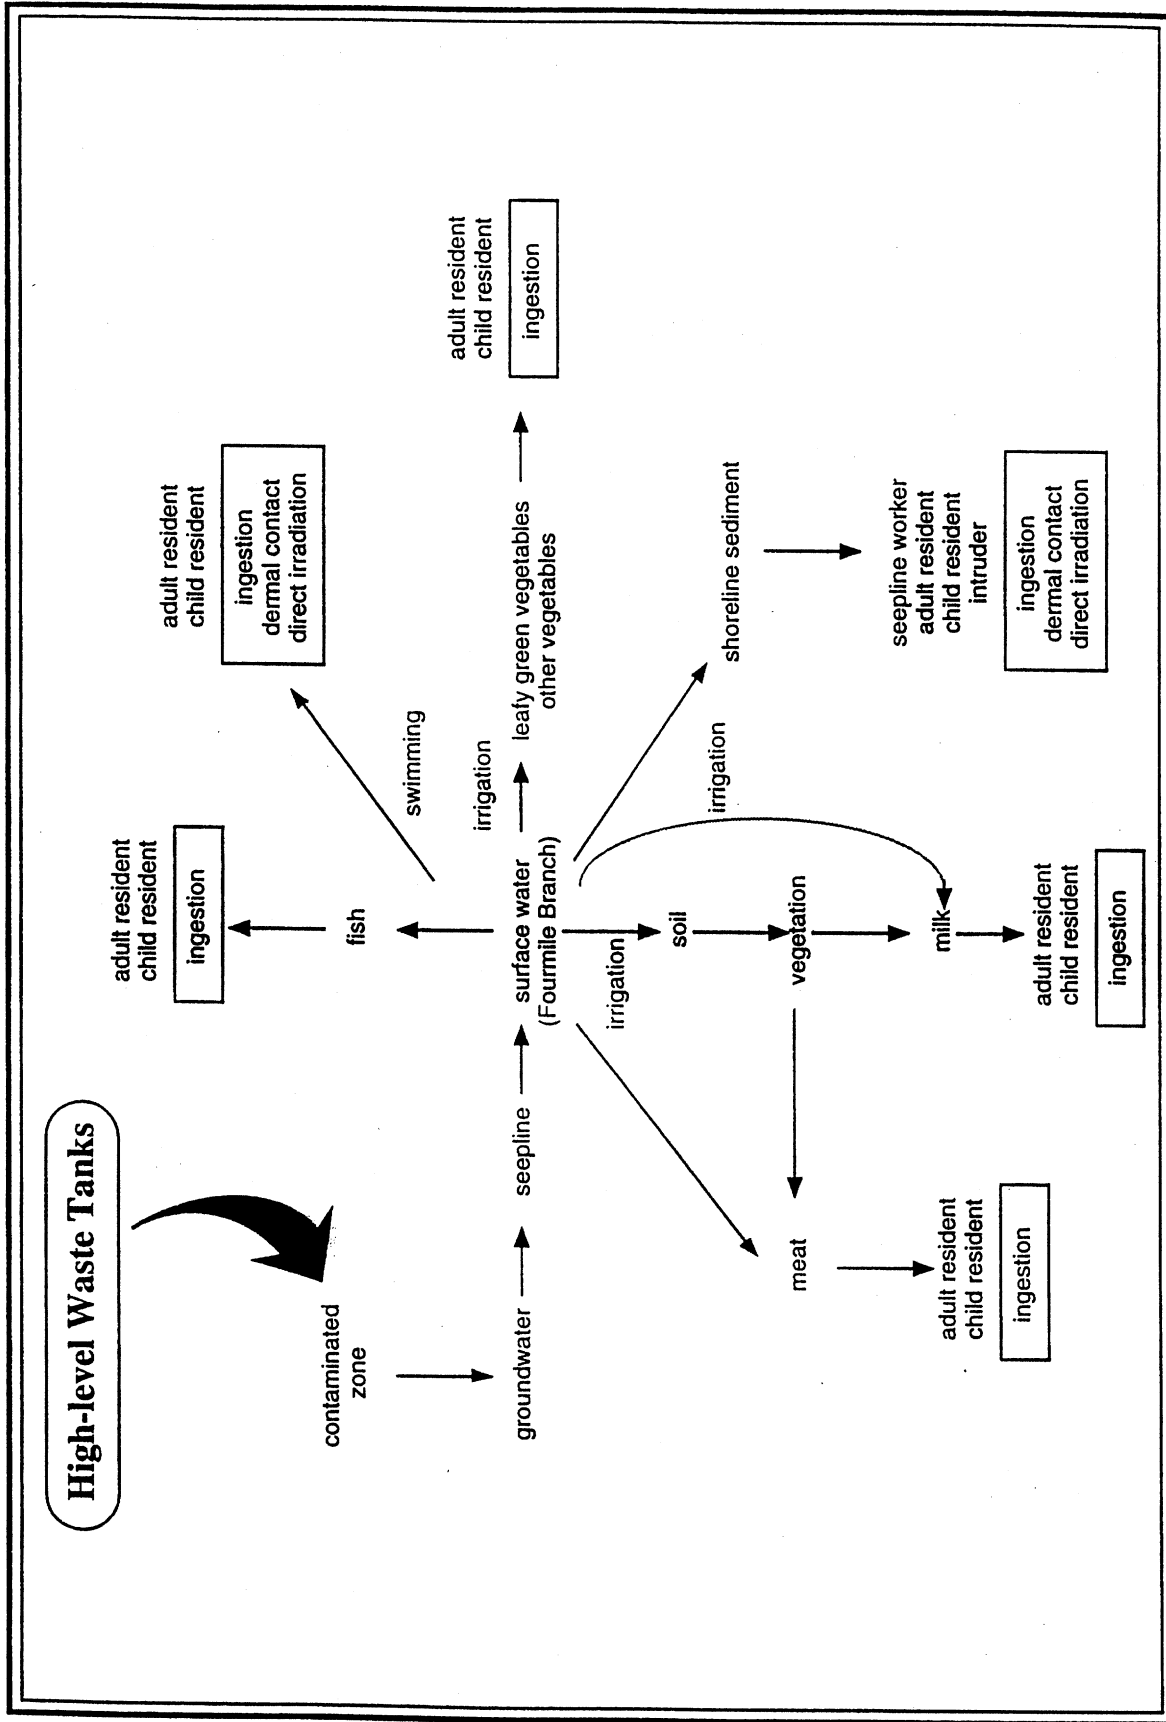 High-level Waste Tanks
contaminated
zone
groundwater
seepline
surface water
(Fourmile Branch)
fish
adult resident
child resident
ingestion
swimming
adult resident
child resident
ingestion
dermal contact
direct irradiation
irrigation
leafy green vegetables
other vegetables
adult resident
child resident
ingestion
shoreline sediment
seepline worker
adult resident
child resident
intruder
ingestion
dermal contact
direct irradiation
irrigation
irrigation
soil
vegetation
milk
adult resident
child resident
ingestion
meat
adult resident
child resident
ingestion